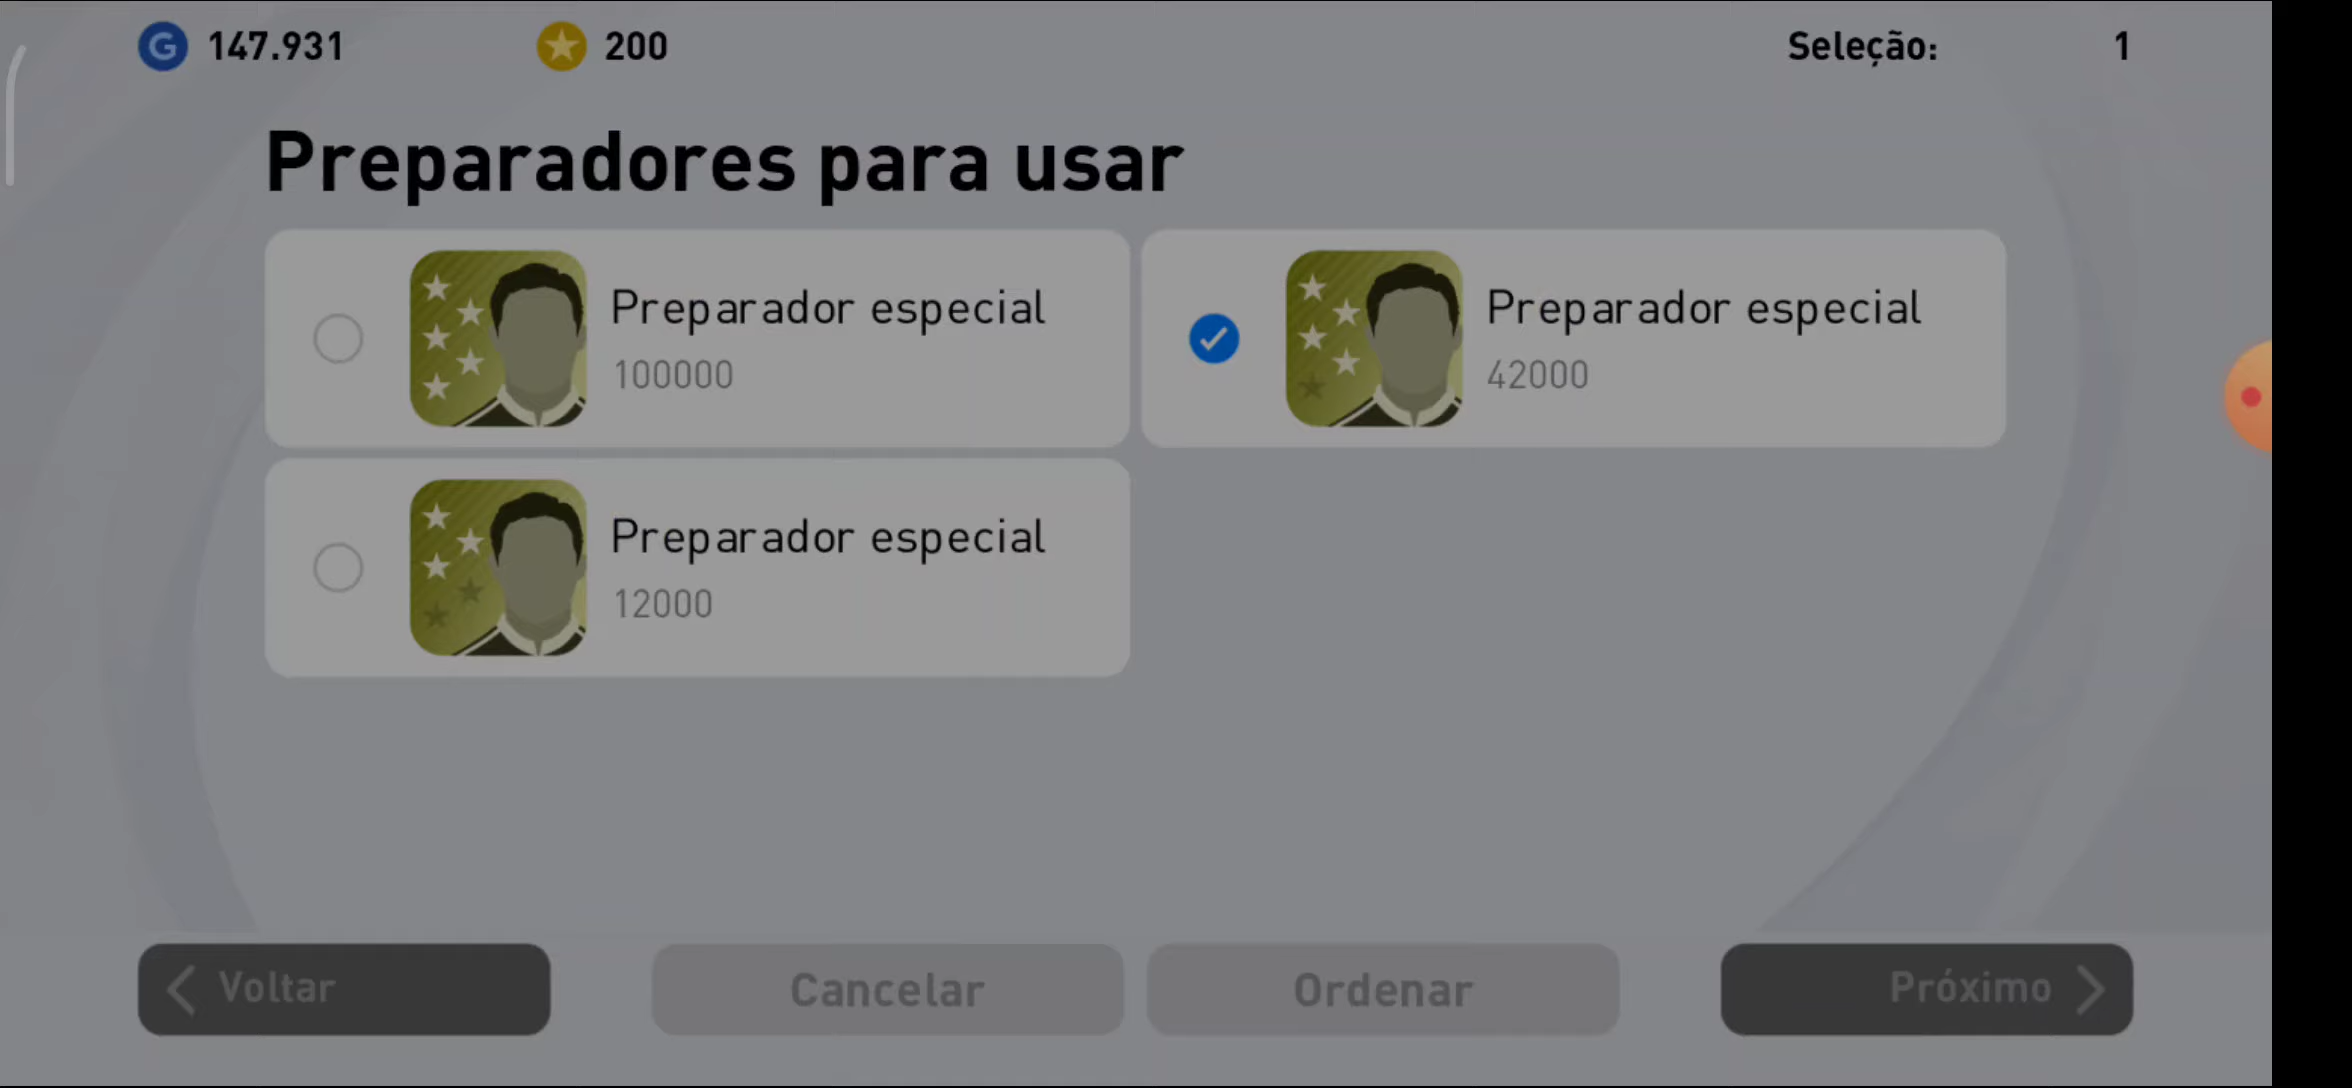 G 147.931 200 Seleção: 1
Preparadores para usar
Preparador especial
100000
Preparador especial
42000
Preparador especial
12000
Voltar Cancelar Ordenar Próximo